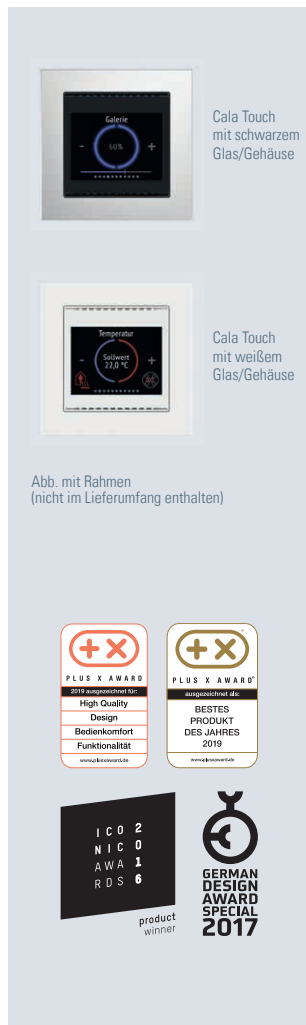 Galerie
- 60% +
Cala Touch
mit schwarzem
Glas/Gehäuse
Temperatur
- Sollwert +
22,0 °C
Cala Touch
mit weißem
Glas/Gehäuse
Abb. mit Rahmen
(nicht im Lieferumfang enthalten)
PLUS X AWARD
2019 ausgezeichnet für:
High Quality
Design
Bedienkomfort
Funktionalität
www.plusxaward.de
PLUS X AWARD®
ausgezeichnet als:
BESTES
PRODUKT
DES JAHRES
2019
www.plusxaward.de
ICO 2
NIC 0
AWA 1
RDS 6
product
winner
GERMAN
DESIGN
AWARD
SPECIAL
2017